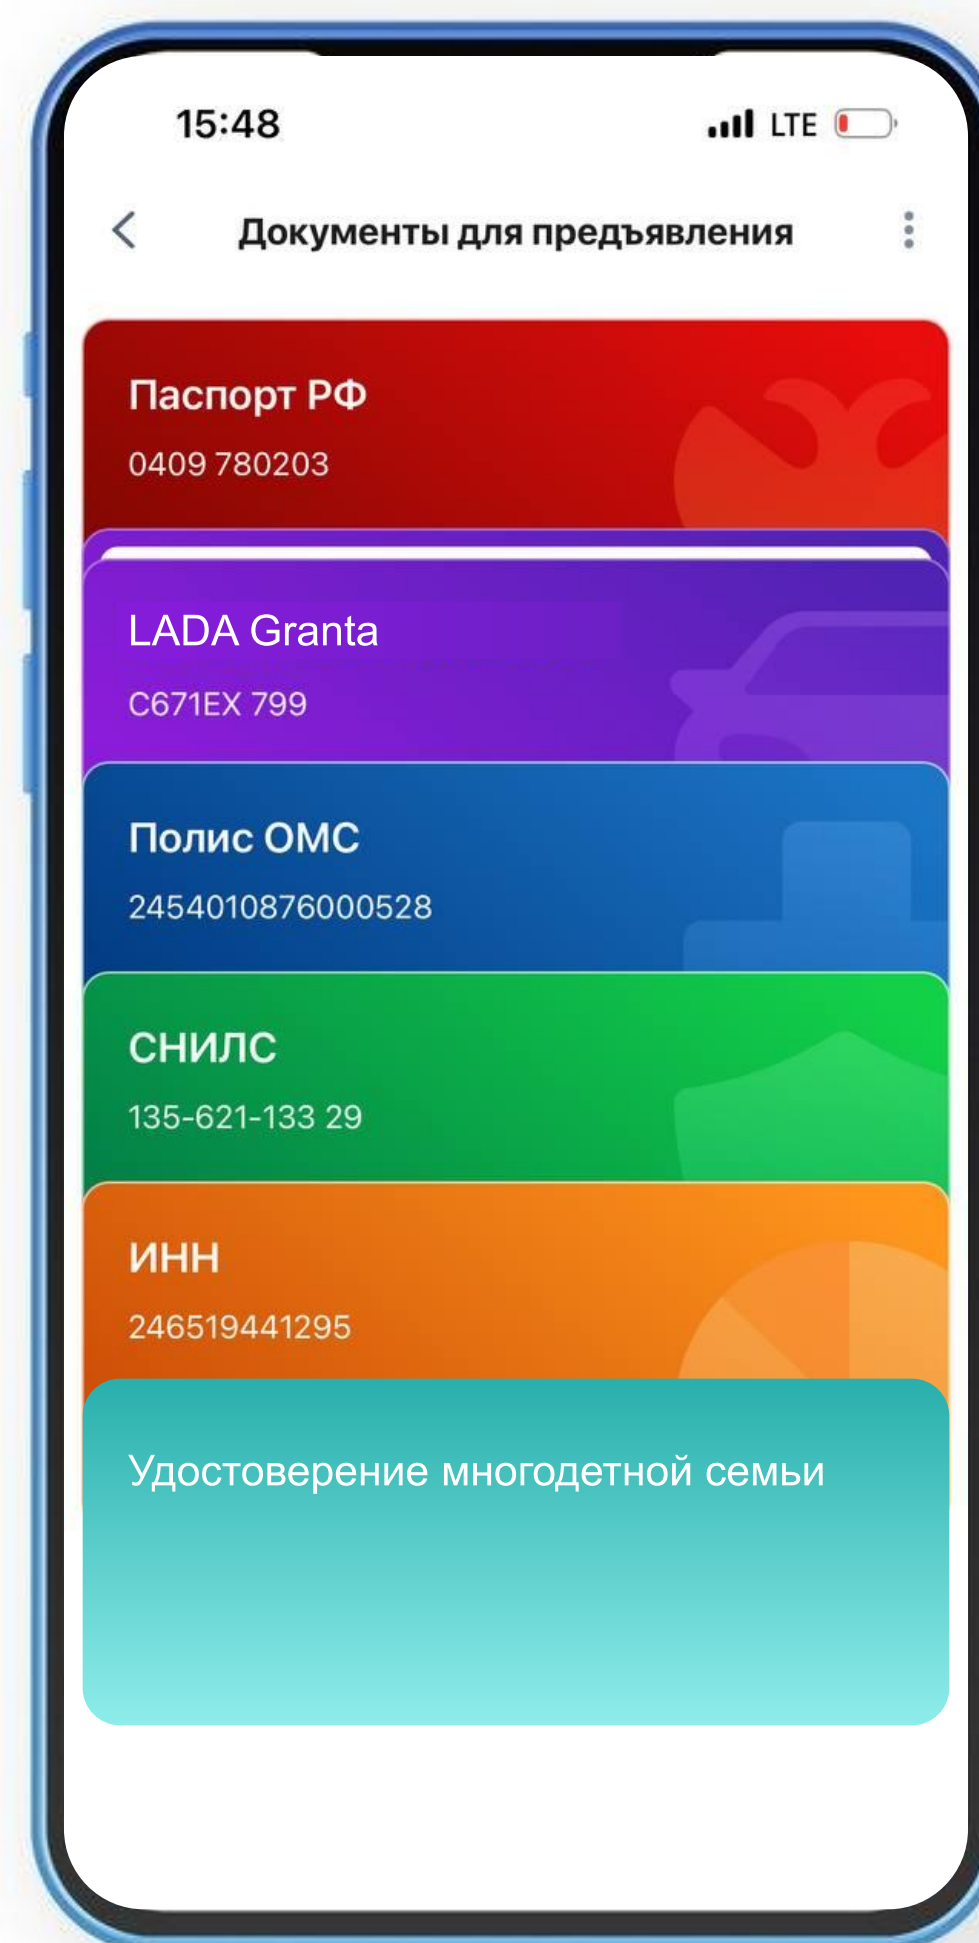 15:48
LTE
Документы для предъявления
Паспорт РФ
0409 780203
LADA Granta
С671ЕХ 799
Полис ОМС
2454010876000528
СНИЛС
135-621-133 29
ИНН
246519441295
Удостоверение многодетной семьи